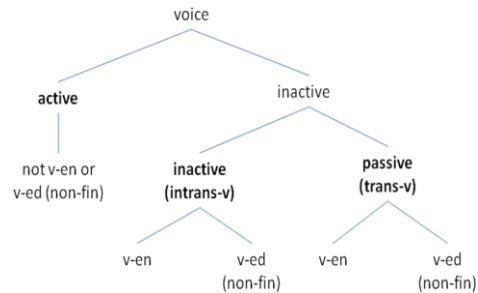 voice
active
inactive
not v-en or
v-ed (non-fin)
inactive
(intrans-v)
passive
(trans-v)
v-en
v-ed
(non-fin)
v-en
v-ed
(non-fin)